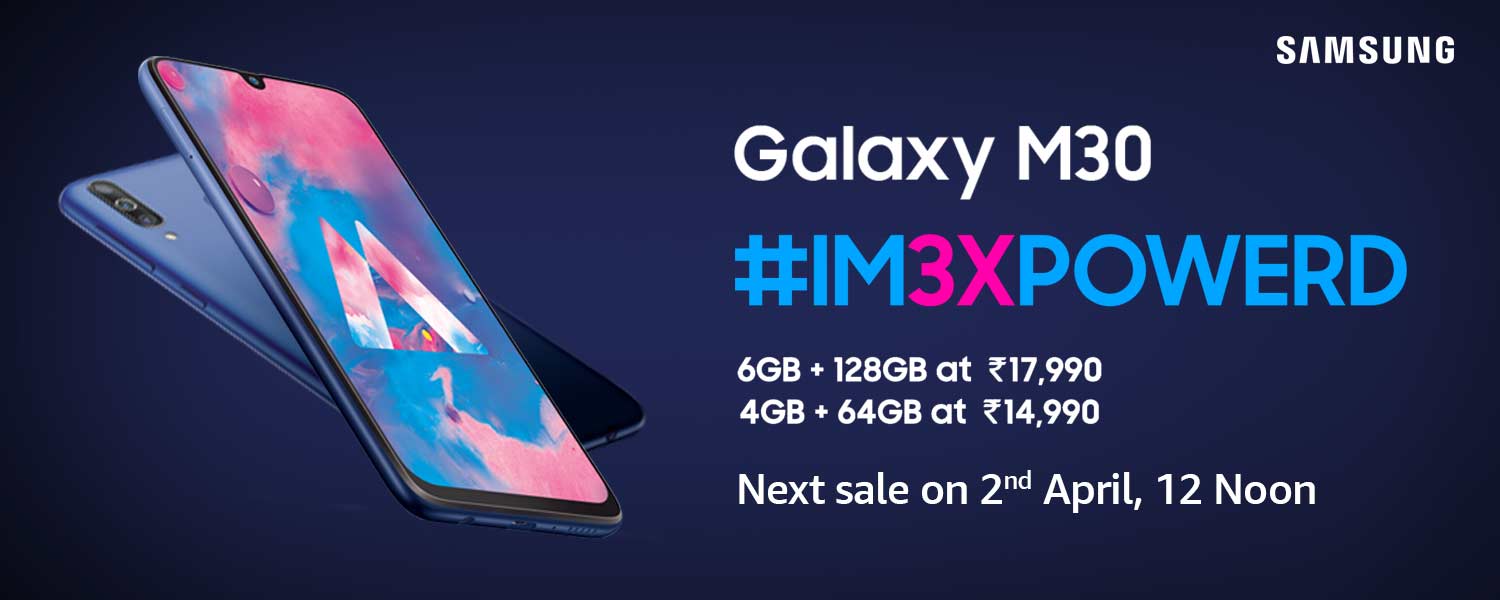 SAMSUNG
Galaxy M30
#IM3XPOWERD
6GB + 128GB at ₹17,990
4GB + 64GB at ₹14,990
Next sale on 2nd April, 12 Noon